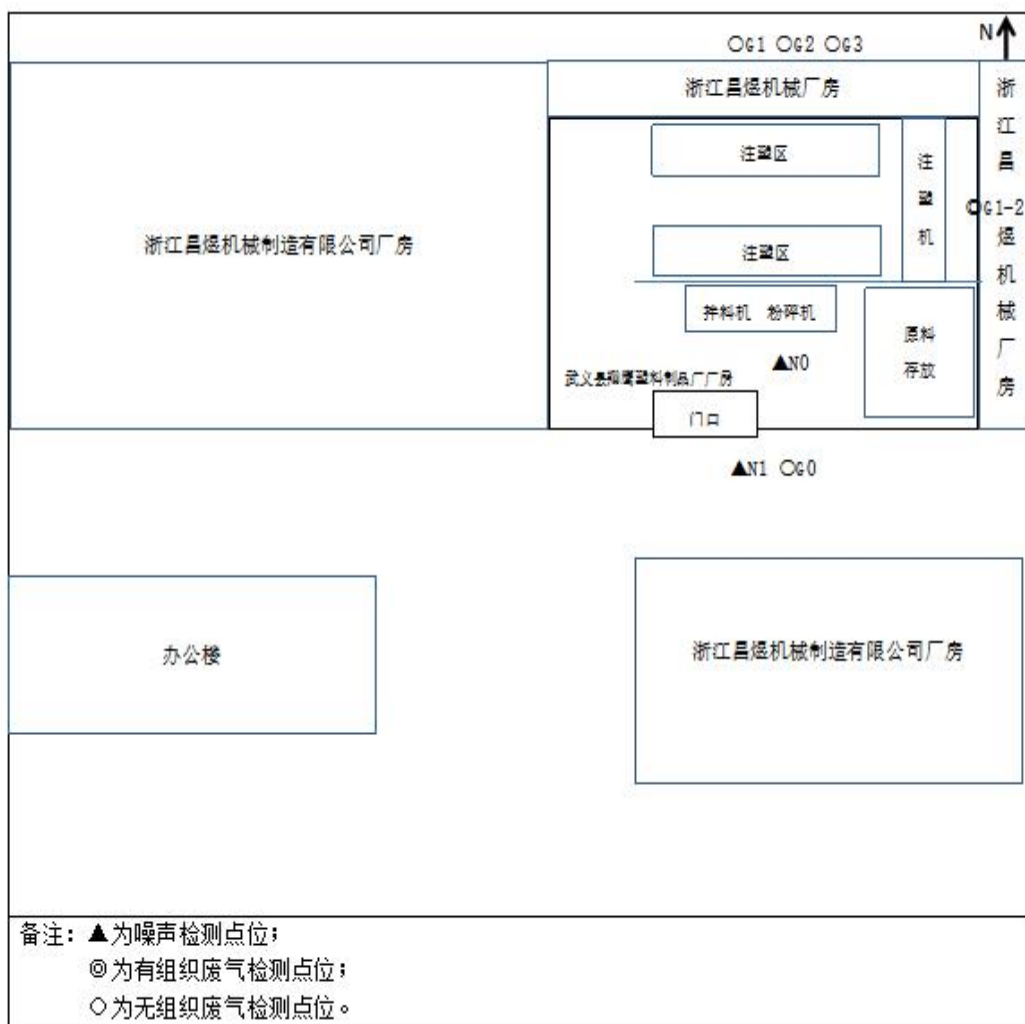 N
○G1 ○G2 ○G3
浙江昌煜机械厂房
浙江昌煜机械厂房
注塑区
注塑机
◎G1-2
浙江昌煜机械制造有限公司厂房
注塑区
拌料机 粉碎机
原料
存放
▲N0
武义县
塑料制品厂厂房
门口
▲N1 ○G0
办公楼
浙江昌煜机械制造有限公司厂房
备注：▲为噪声检测点位；
◎为有组织废气检测点位；
○为无组织废气检测点位。